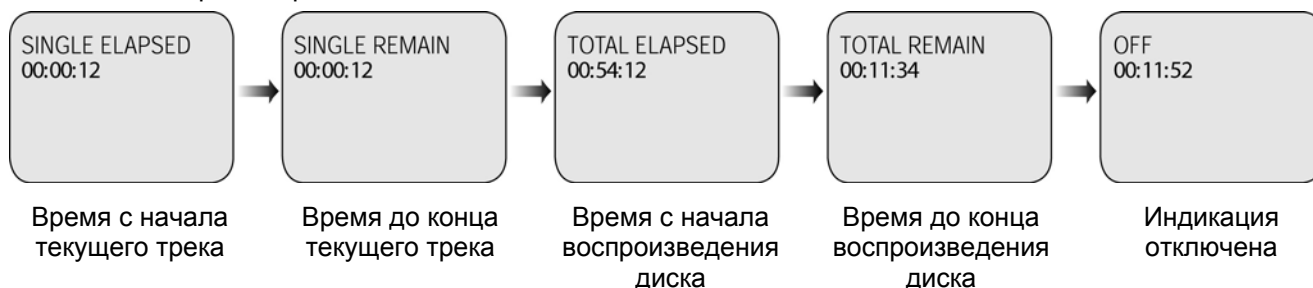 SINGLE ELAPSED
00:00:12
SINGLE REMAIN
00:00:12
TOTAL ELAPSED
00:54:12
TOTAL REMAIN
00:11:34
OFF
00:11:52
Время с начала
текущего трека
Время до конца
текущего трека
Время с начала
воспроизведения
диска
Время до конца
воспроизведения
диска
Индикация
отключена